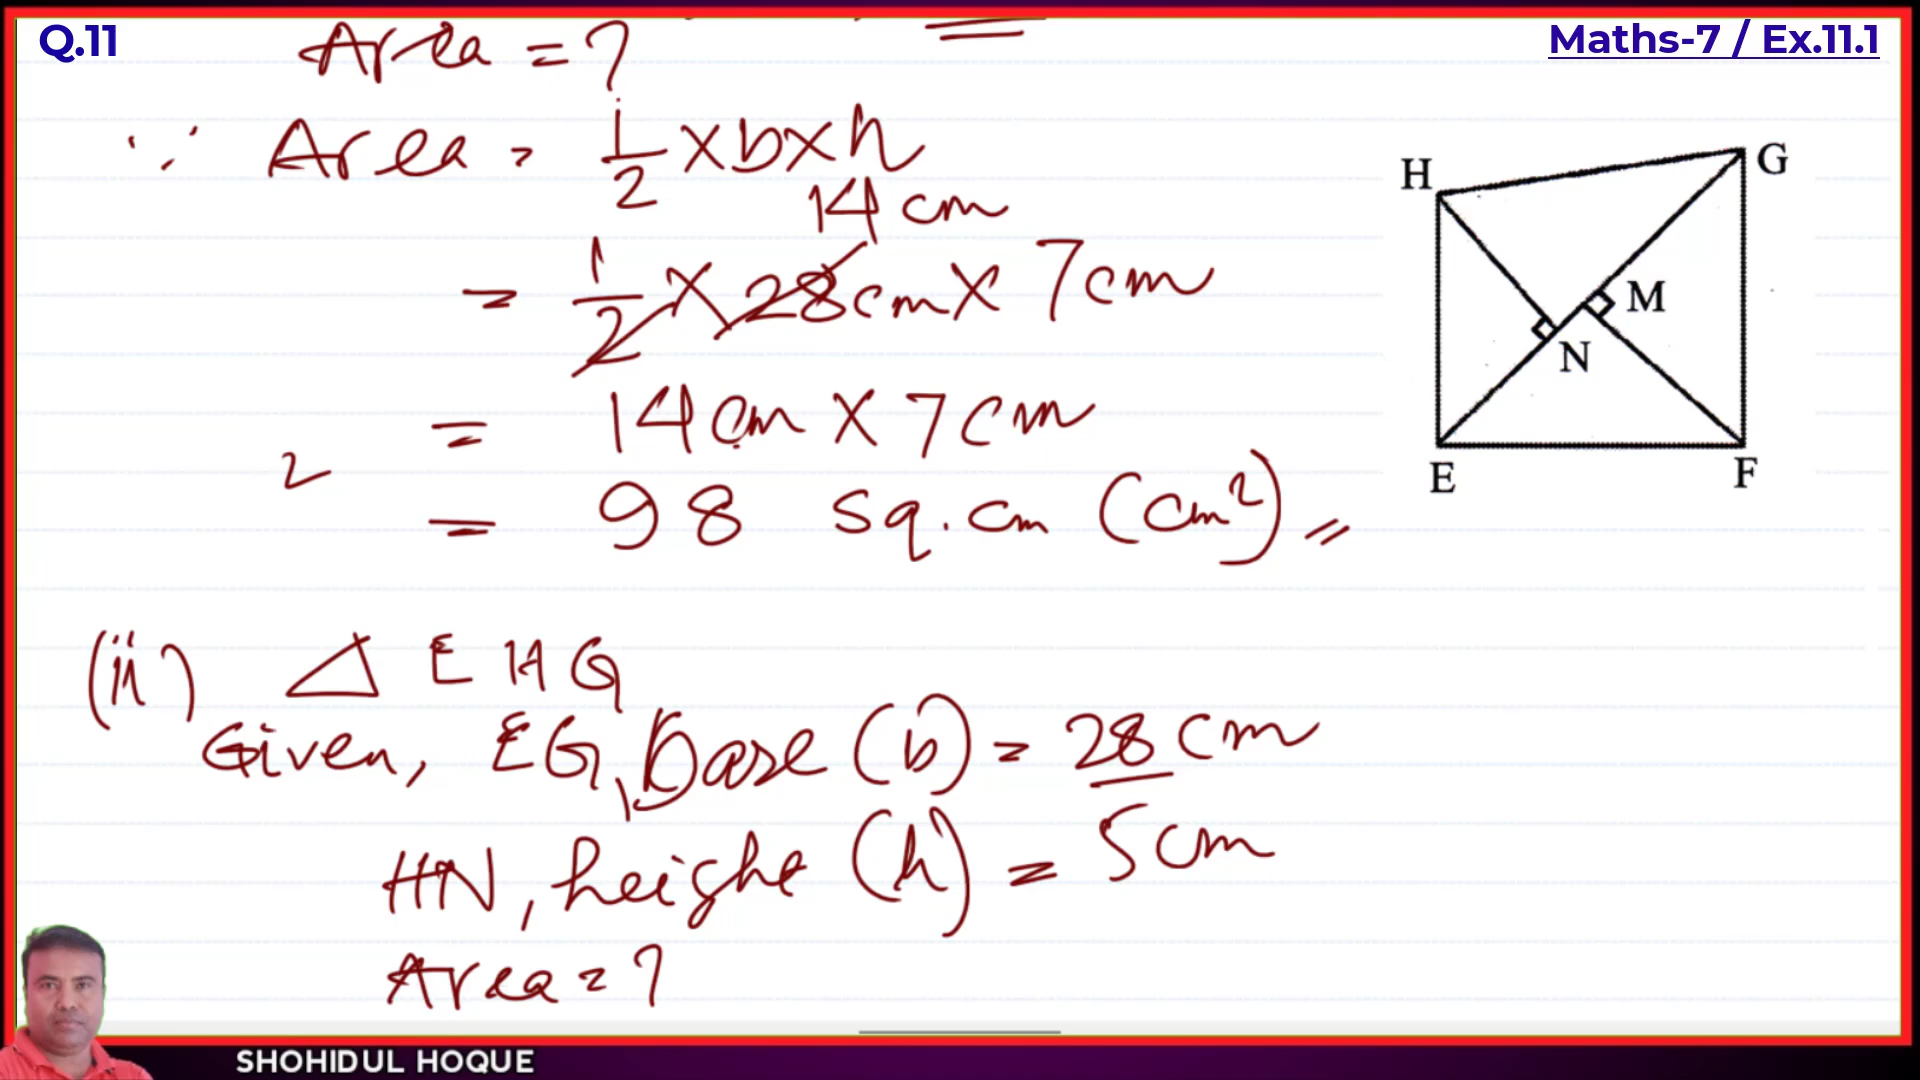 Q.11
Maths-7 / Ex.11.1
Area = ?
∵ Area = 1/2 × b × h
14 cm
= 1/2 × 28 cm × 7 cm
= 14 cm × 7 cm
2
= 98 sq. cm (cm²) =
H
G
M
N
E
F
(ii) △ EHG
Given, EG, base (b) = 28 cm
HN, height (h) = 5 cm
Area = ?
SHOHIDUL HOQUE